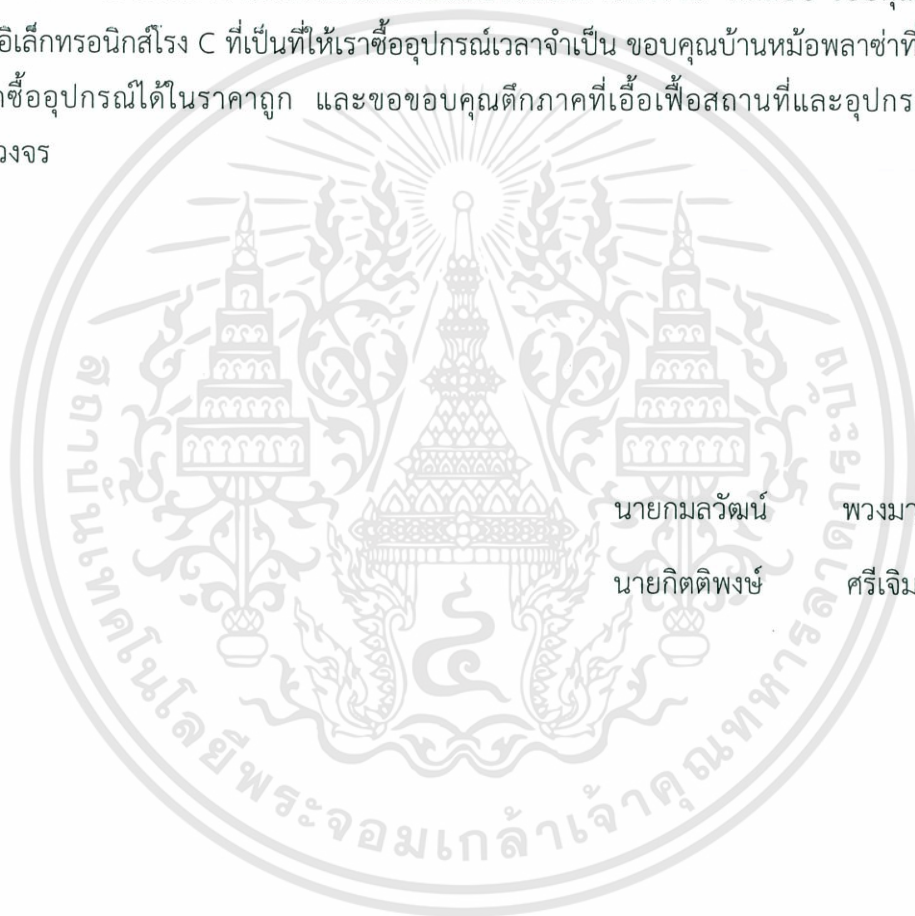 อิเล็กทรอนิกส์โรง C ที่เป็นที่ให้เราซื้ออุปกรณ์เวลาจำเป็น ขอบคุณบ้านหม้อพลาซ่าที
ซื้ออุปกรณ์ได้ในราคาถูก และขอขอบคุณตึกภาคที่เอื้อเฟื้อสถานที่และอุปกร
วงจร
นายกมลวัฒน์ พวงมา
นายกิตติพงษ์ ศรีเจิม
สถาบันเทคโนโลยีพระจอมเกล้าเจ้าคุณทหารลาดกระบัง